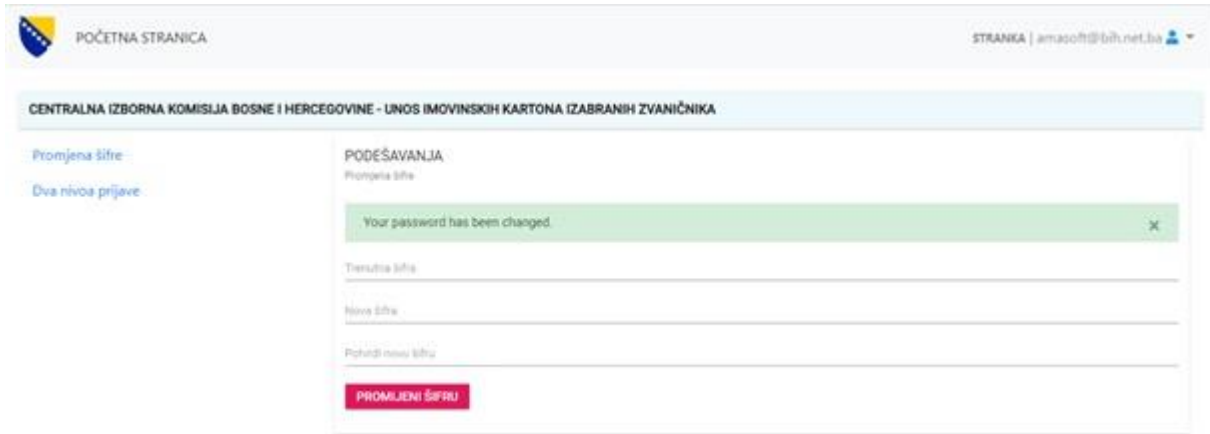 POČETNA STRANICA
STRANKA | amasoft@bih.net.ba
CENTRALNA IZBORNA KOMISIJA BOSNE I HERCEGOVINE - UNOS IMOVINSKIH KARTONA IZABRANIH ZVANIČNIKA
Promjena šifre
Dva nivoa prijave
PODEŠAVANJA
Promjena šifre
Your password has been changed.
×
Trenutna šifra
Nova šifra
Potvrdi novu šifru
PROMIJENI ŠIFRU